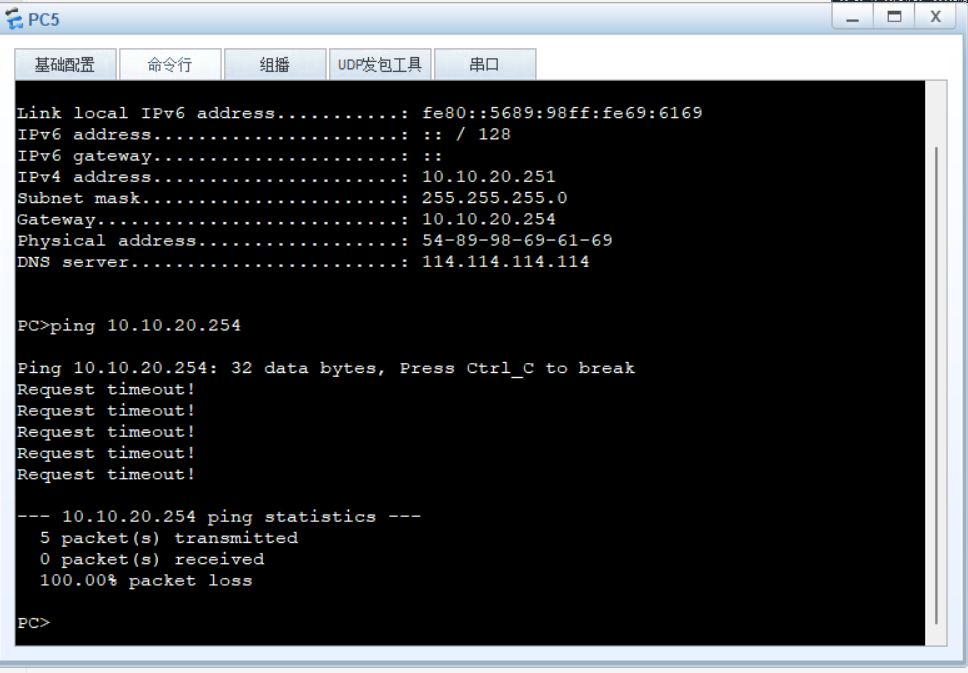 PC5
基础配置 命令行 组播 UDP发包工具 串口
Link local IPv6 address...........: fe80::5689:98ff:fe69:6169
IPv6 address......................: :: / 128
IPv6 gateway......................: ::
IPv4 address......................: 10.10.20.251
Subnet mask.......................: 255.255.255.0
Gateway...........................: 10.10.20.254
Physical address..................: 54-89-98-69-61-69
DNS server........................: 114.114.114.114
PC>ping 10.10.20.254
Ping 10.10.20.254: 32 data bytes, Press Ctrl_C to break
Request timeout!
Request timeout!
Request timeout!
Request timeout!
Request timeout!
--- 10.10.20.254 ping statistics ---
5 packet(s) transmitted
0 packet(s) received
100.00% packet loss
PC>